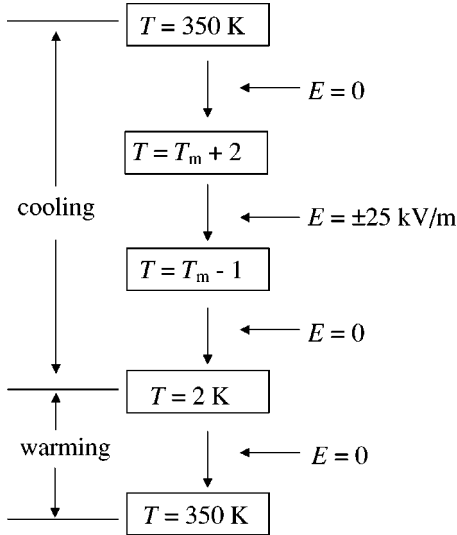 T = 350 K
E = 0
T = Tm + 2
cooling
E = ±25 kV/m
T = Tm - 1
E = 0
T = 2 K
warming
E = 0
T = 350 K